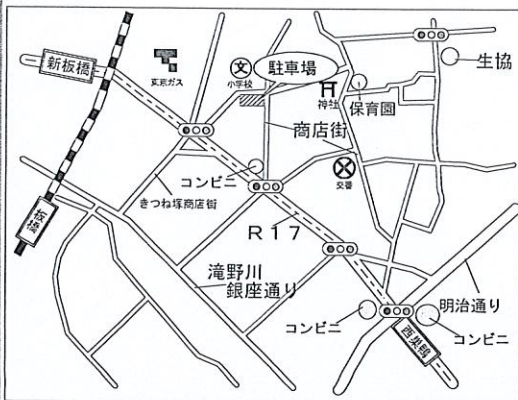 生協
新板橋
東京ガス
文
小学校
駐車場
神社
保育園
商店街
コンビニ
交番
きつね塚商店街
板橋
R17
滝野川
銀座通り
明治通り
コンビニ
コンビニ
西巣鴨